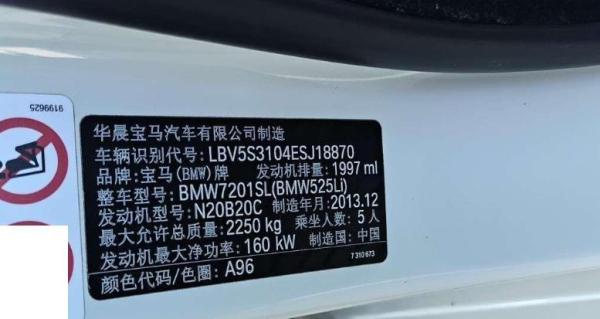 9199625
华晨宝马汽车有限公司制造
车辆识别代号: LBV5S3104ESJ18870
品牌: 宝马(BMW)牌 发动机排量: 1997 ml
整车型号: BMW7201SL(BMW525Li)
发动机型号: N20B20C 制造年月: 2013.12
最大允许总质量: 2250 kg 乘坐人数: 5 人
发动机最大净功率: 160 kW 制造国: 中国
颜色代码/色圈: A96
7 310 673